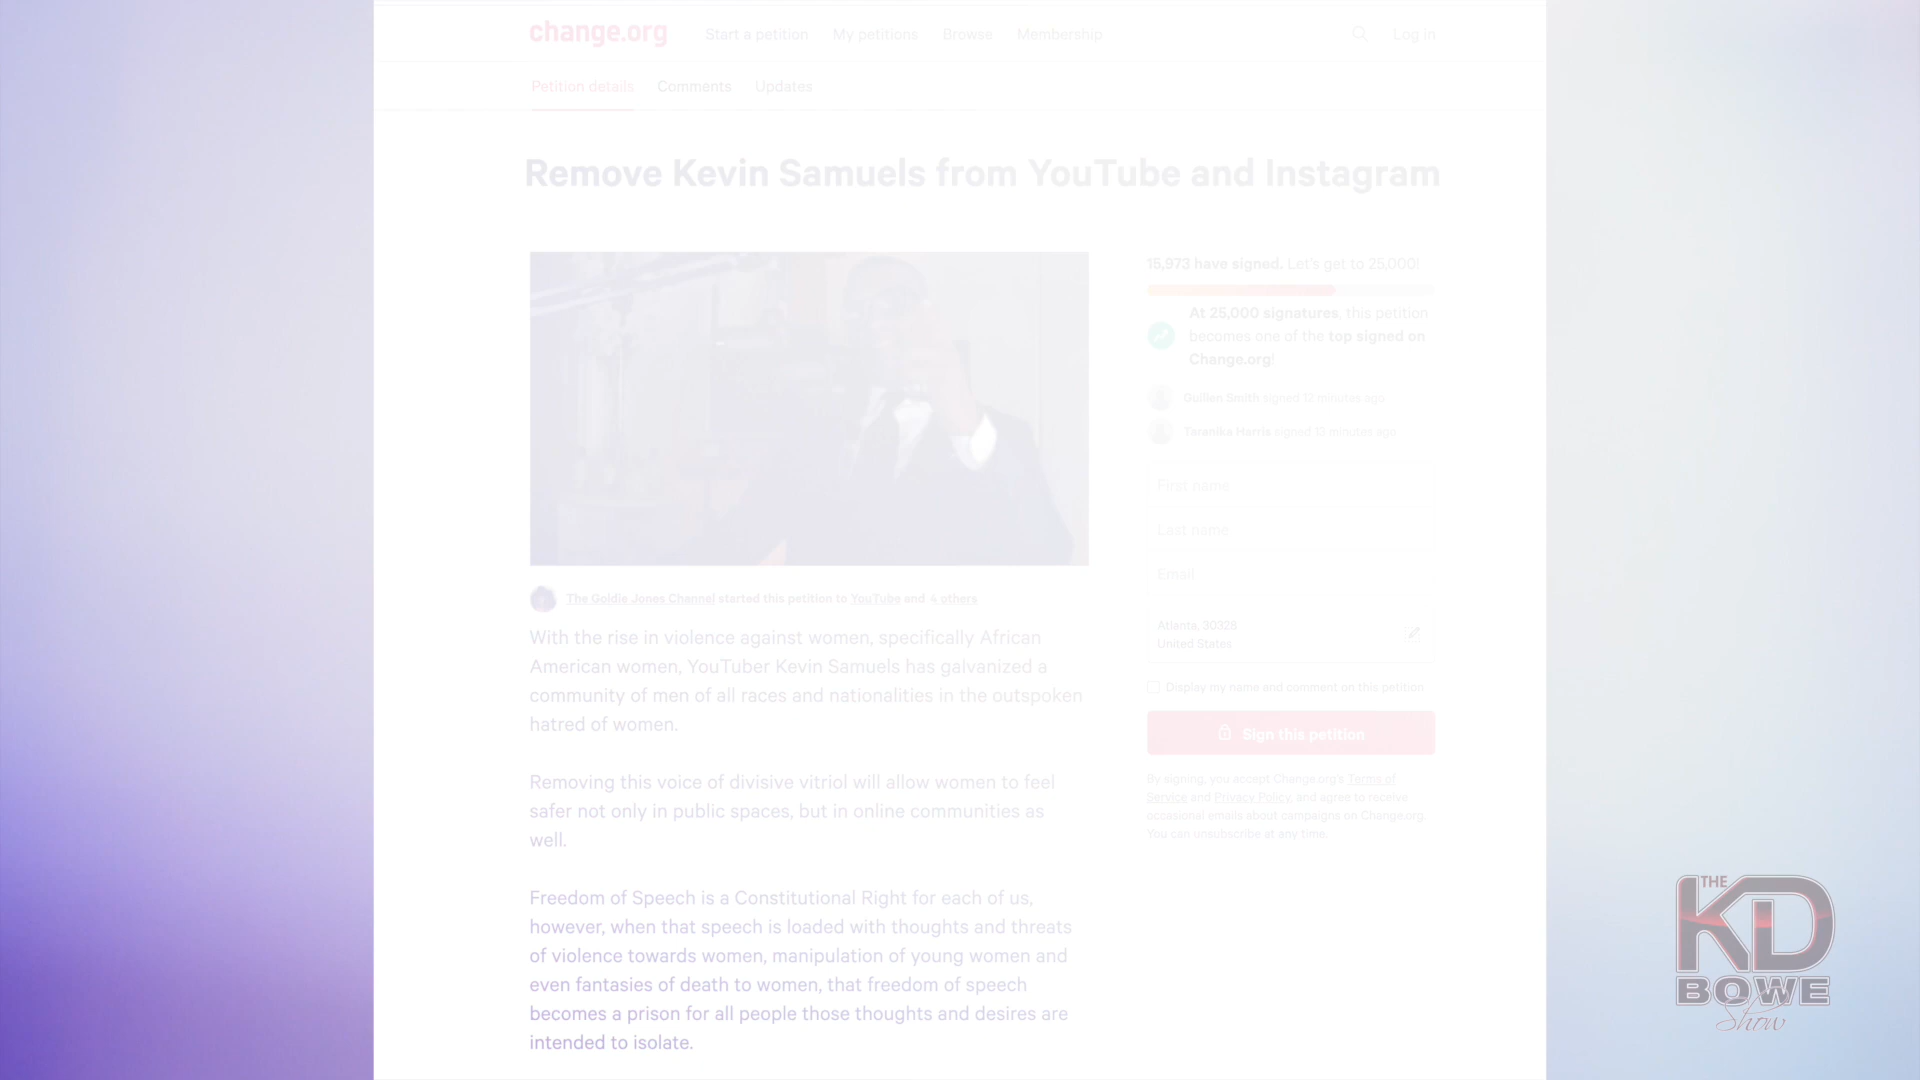 change.org Start a petition My petitions Browse Membership Log in
Petition details Comments Updates
Remove Kevin Samuels from YouTube and Instagram
15,973 have signed. Let's get to 25,000!
At 25,000 signatures, this petition
becomes one of the top signed on
Change.org!
Guillen Smith signed 12 minutes ago
Taranika Harris signed 12 minutes ago
First name
Last name
Email
Atlanta, 30328
United States
Display my name and comment on this petition
Sign this petition
By signing, you accept Change.org's Terms of
Service and Privacy Policy, and agree to receive
occasional emails about campaigns on Change.org.
You can unsubscribe at any time.
The Goldie Jones Channel started this petition to YouTube and 4 others
With the rise in violence against women, specifically African
American women, YouTuber Kevin Samuels has galvanized a
community of men of all races and nationalities in the outspoken
hatred of women.
Removing this voice of divisive vitriol will allow women to feel
safer not only in public spaces, but in online communities as
well.
Freedom of Speech is a Constitutional Right for each of us,
however, when that speech is loaded with thoughts and threats
of violence towards women, manipulation of young women and
even fantasies of death to women, that freedom of speech
becomes a prison for all people those thoughts and desires are
intended to isolate.
THE
KD
BOWE
Show